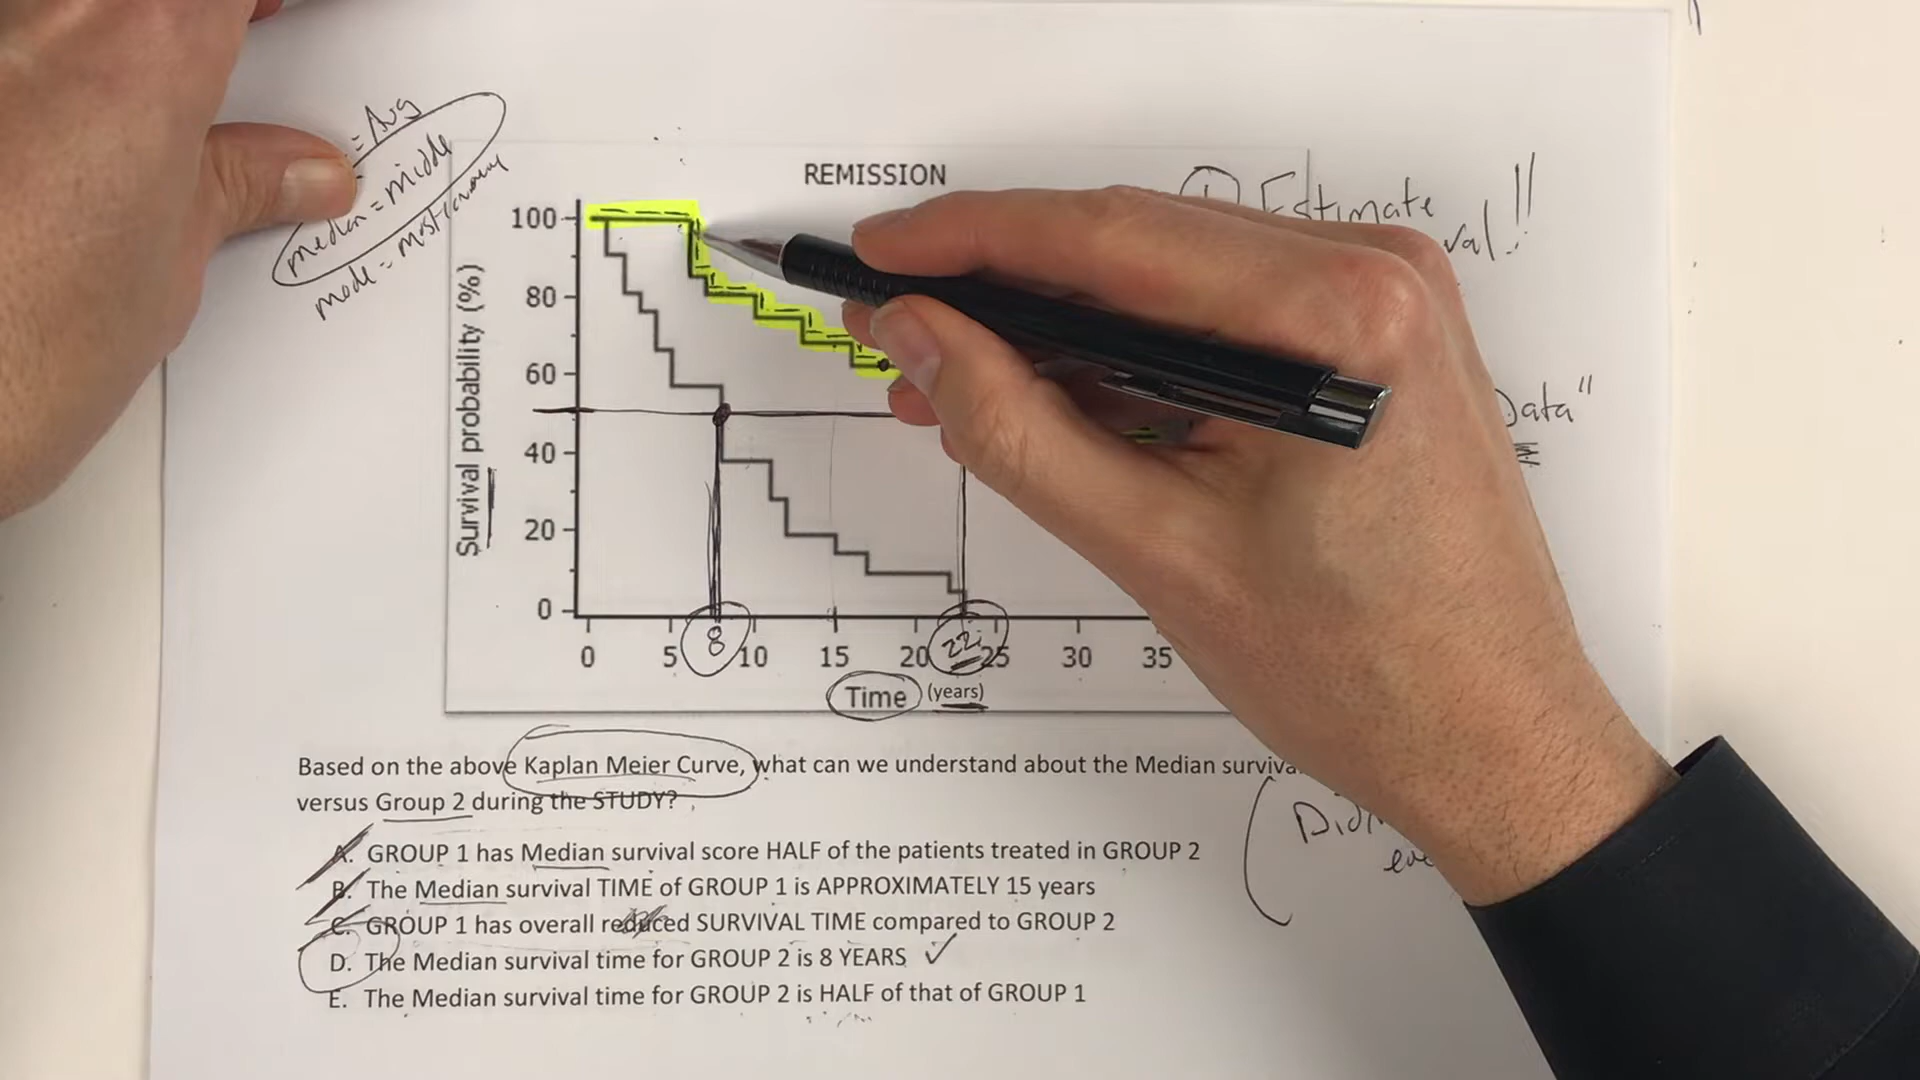 = Avg
median = middle
mode = most
REMISSION
① Estimate
val!!
Data"
Survival probability (%)
100
80
60
40
20
0
8
22
0 5 10 15 20 25 30 35
Time (years)
Based on the above Kaplan Meier Curve, what can we understand about the Median
versus Group 2 during the STUDY?
A. GROUP 1 has Median survival score HALF of the patients treated in GROUP 2
B. The Median survival TIME of GROUP 1 is APPROXIMATELY 15 years
C. GROUP 1 has overall reduced SURVIVAL TIME compared to GROUP 2
D. The Median survival time for GROUP 2 is 8 YEARS ✓
E. The Median survival time for GROUP 2 is HALF of that of GROUP 1